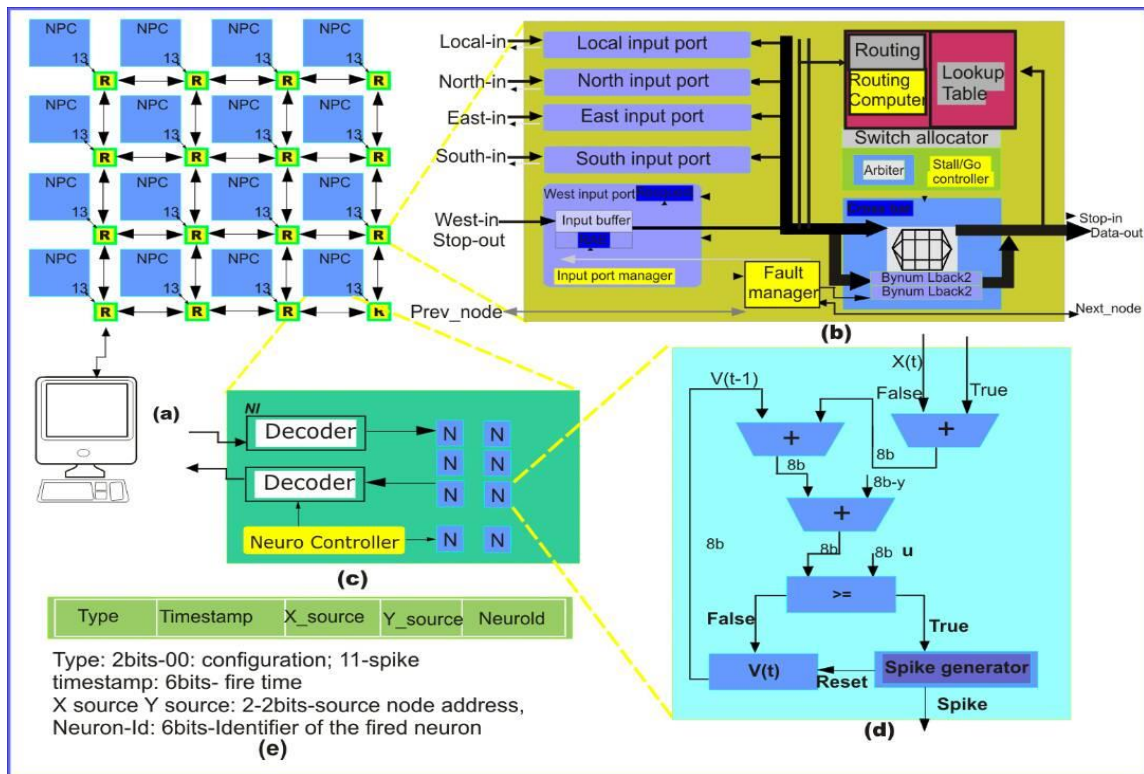 NPC NPC NPC NPC
13 13 13 13
R R R R
NPC NPC NPC NPC
13 13 13 13
R R R R
NPC NPC NPC NPC
13 13 13 13
R R R R
NPC NPC NPC NPC
13 13 13 13
R R R
(a)
Local-in
North-in
East-in
South-in
West-in
Stop-out
Prev_node
Local input port
North input port
East input port
South input port
West input port
Input buffer
Input port manager
Routing
Routing
Computer
Lookup
Table
Switch allocator
Arbiter
Stall/Go
controller
Bynum Lback2
Bynum Lback2
Fault
manager
Stop-in
Data-out
Next_node
(b)
NI
Decoder
Decoder
Neuro Controller
N N
N N
N N
N N
(c)
X(t)
V(t-1)
False
True
+
+
8b
8b
8b-y
+
8b
8b
8b
u
>=
False
True
V(t)
Reset
Spike generator
Spike
(d)
Type Timestamp X_source Y_source NeuroId
Type: 2bits-00: configuration; 11-spike
timestamp: 6bits- fire time
X source Y source: 2-2bits-source node address,
Neuron-Id: 6bits-Identifier of the fired neuron
(e)